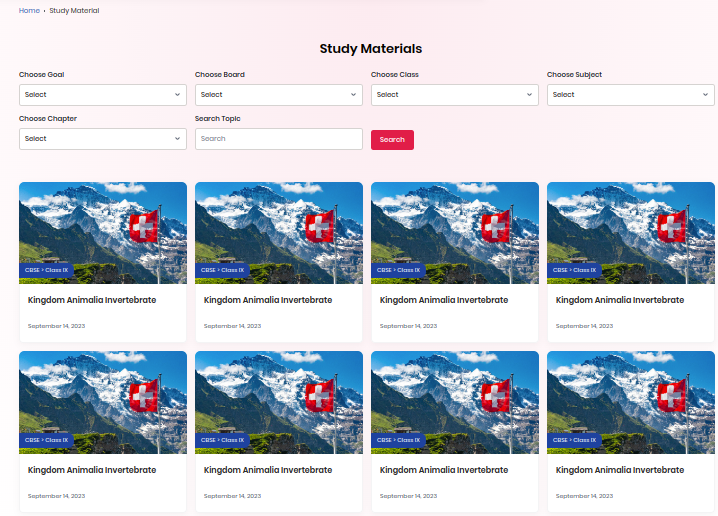 Home › Study Material
Study Materials
Choose Goal Choose Board Choose Class Choose Subject
Select Select Select Select
Choose Chapter Search Topic
Select Search Search
CBSE > Class IX CBSE > Class IX CBSE > Class IX CBSE > Class IX
Kingdom Animalia Invertebrate Kingdom Animalia Invertebrate Kingdom Animalia Invertebrate Kingdom Animalia Invertebrate
September 14, 2023 September 14, 2023 September 14, 2023 September 14, 2023
CBSE > Class IX CBSE > Class IX CBSE > Class IX CBSE > Class IX
Kingdom Animalia Invertebrate Kingdom Animalia Invertebrate Kingdom Animalia Invertebrate Kingdom Animalia Invertebrate
September 14, 2023 September 14, 2023 September 14, 2023 September 14, 2023